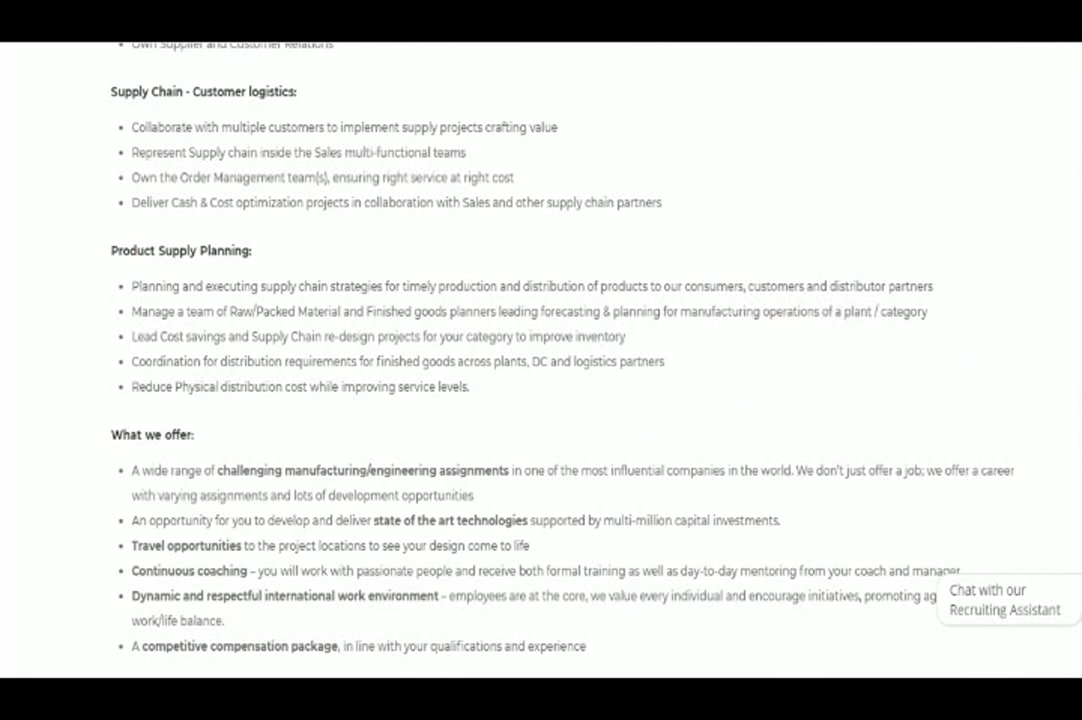 Own Supplier and Customer Relations
Supply Chain - Customer logistics:
Collaborate with multiple customers to implement supply projects crafting value
Represent Supply chain inside the Sales multi-functional teams
Own the Order Management team(s), ensuring right service at right cost
Deliver Cash & Cost optimization projects in collaboration with Sales and other supply chain partners
Product Supply Planning:
Planning and executing supply chain strategies for timely production and distribution of products to our consumers, customers and distributor partners
Manage a team of Raw/Packed Material and Finished goods planners leading forecasting & planning for manufacturing operations of a plant / category
Lead Cost savings and Supply Chain re-design projects for your category to improve inventory
Coordination for distribution requirements for finished goods across plants, DC and logistics partners
Reduce Physical distribution cost while improving service levels.
What we offer:
A wide range of challenging manufacturing/engineering assignments in one of the most influential companies in the world. We don't just offer a job; we offer a career
with varying assignments and lots of development opportunities
An opportunity for you to develop and deliver state of the art technologies supported by multi-million capital investments.
Travel opportunities to the project locations to see your design come to life
Continuous coaching – you will work with passionate people and receive both formal training as well as day-to-day mentoring from your coach and manager
Dynamic and respectful international work environment – employees are at the core, we value every individual and encourage initiatives, promoting ag
work/life balance.
A competitive compensation package, in line with your qualifications and experience
Chat with our
Recruiting Assistant